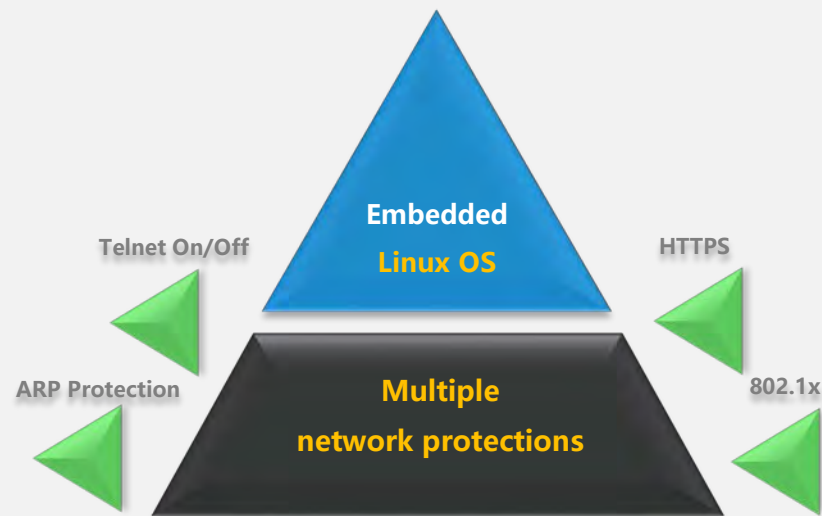 Embedded
Linux OS
Telnet On/Off
HTTPS
ARP Protection
802.1x
Multiple
network protections